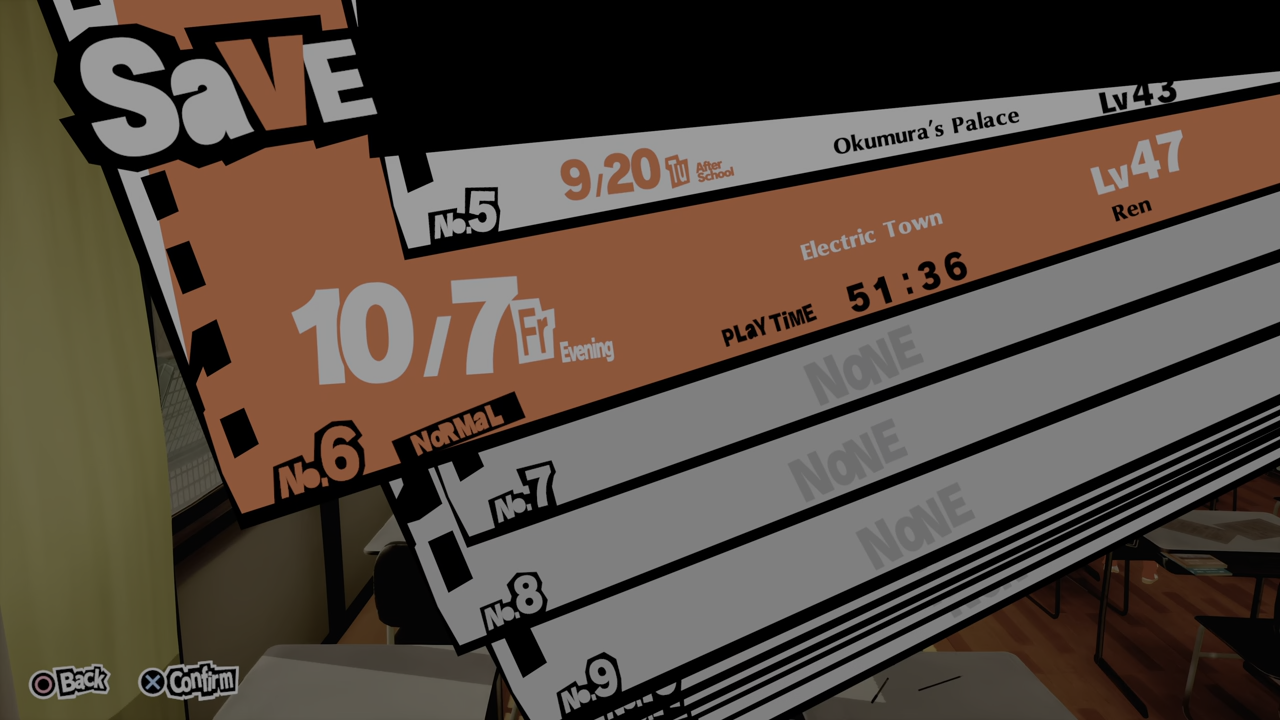 SaVE
No.5 9/20 Tu After School Okumura's Palace Lv43
10/7 Fr Evening Electric Town Lv47
PLaY TiME 51:36 Ren
No.6 NoRMaL
No.7 NoNE
No.8 NoNE
No.9 NoNE
Back Confirm